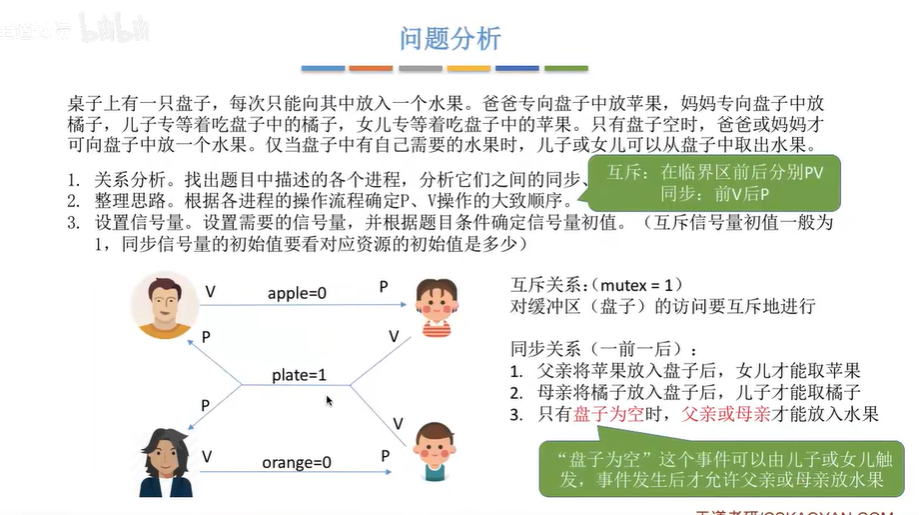 bilibili
问题分析
桌子上有一只盘子，每次只能向其中放入一个水果。爸爸专向盘子中放苹果，妈妈专向盘子中放
橘子，儿子专等着吃盘子中的橘子，女儿专等着吃盘子中的苹果。只有盘子空时，爸爸或妈妈才
可向盘子中放一个水果。仅当盘子中有自己需要的水果时，儿子或女儿可以从盘子中取出水果。
1. 关系分析。找出题目中描述的各个进程，分析它们之间的同步、
2. 整理思路。根据各进程的操作流程确定P、V操作的大致顺序。
3. 设置信号量。设置需要的信号量，并根据题目条件确定信号量初值。（互斥信号量初值一般为
1，同步信号量的初始值要看对应资源的初始值是多少）
互斥：在临界区前后分别PV
同步：前V后P
V apple=0 P
P V
plate=1
P V
V orange=0 P
互斥关系：（mutex = 1）
对缓冲区（盘子）的访问要互斥地进行
同步关系（一前一后）：
1. 父亲将苹果放入盘子后，女儿才能取苹果
2. 母亲将橘子放入盘子后，儿子才能取橘子
3. 只有盘子为空时，父亲或母亲才能放入水果
“盘子为空”这个事件可以由儿子或女儿触
发，事件发生后才允许父亲或母亲放水果